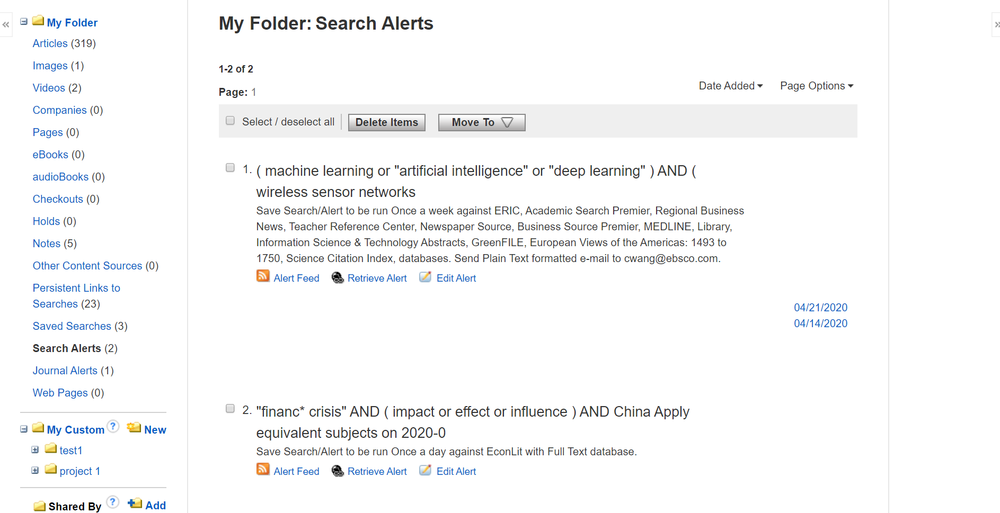 My Folder
Articles (319)
Images (1)
Videos (2)
Companies (0)
Pages (0)
eBooks (0)
audioBooks (0)
Checkouts (0)
Holds (0)
Notes (5)
Other Content Sources (0)
Persistent Links to
Searches (23)
Saved Searches (3)
Search Alerts (2)
Journal Alerts (1)
Web Pages (0)
My Custom ? New
test1
project 1
Shared By ? Add
My Folder: Search Alerts
1-2 of 2
Page: 1
Date Added Page Options
Select / deselect all Delete Items Move To
1. ( machine learning or "artificial intelligence" or "deep learning" ) AND (
wireless sensor networks
Save Search/Alert to be run Once a week against ERIC, Academic Search Premier, Regional Business
News, Teacher Reference Center, Newspaper Source, Business Source Premier, MEDLINE, Library,
Information Science & Technology Abstracts, GreenFILE, European Views of the Americas: 1493 to
1750, Science Citation Index, databases. Send Plain Text formatted e-mail to cwang@ebsco.com.
Alert Feed Retrieve Alert Edit Alert
04/21/2020
04/14/2020
2. "financ* crisis" AND ( impact or effect or influence ) AND China Apply
equivalent subjects on 2020-0
Save Search/Alert to be run Once a day against EconLit with Full Text database.
Alert Feed Retrieve Alert Edit Alert